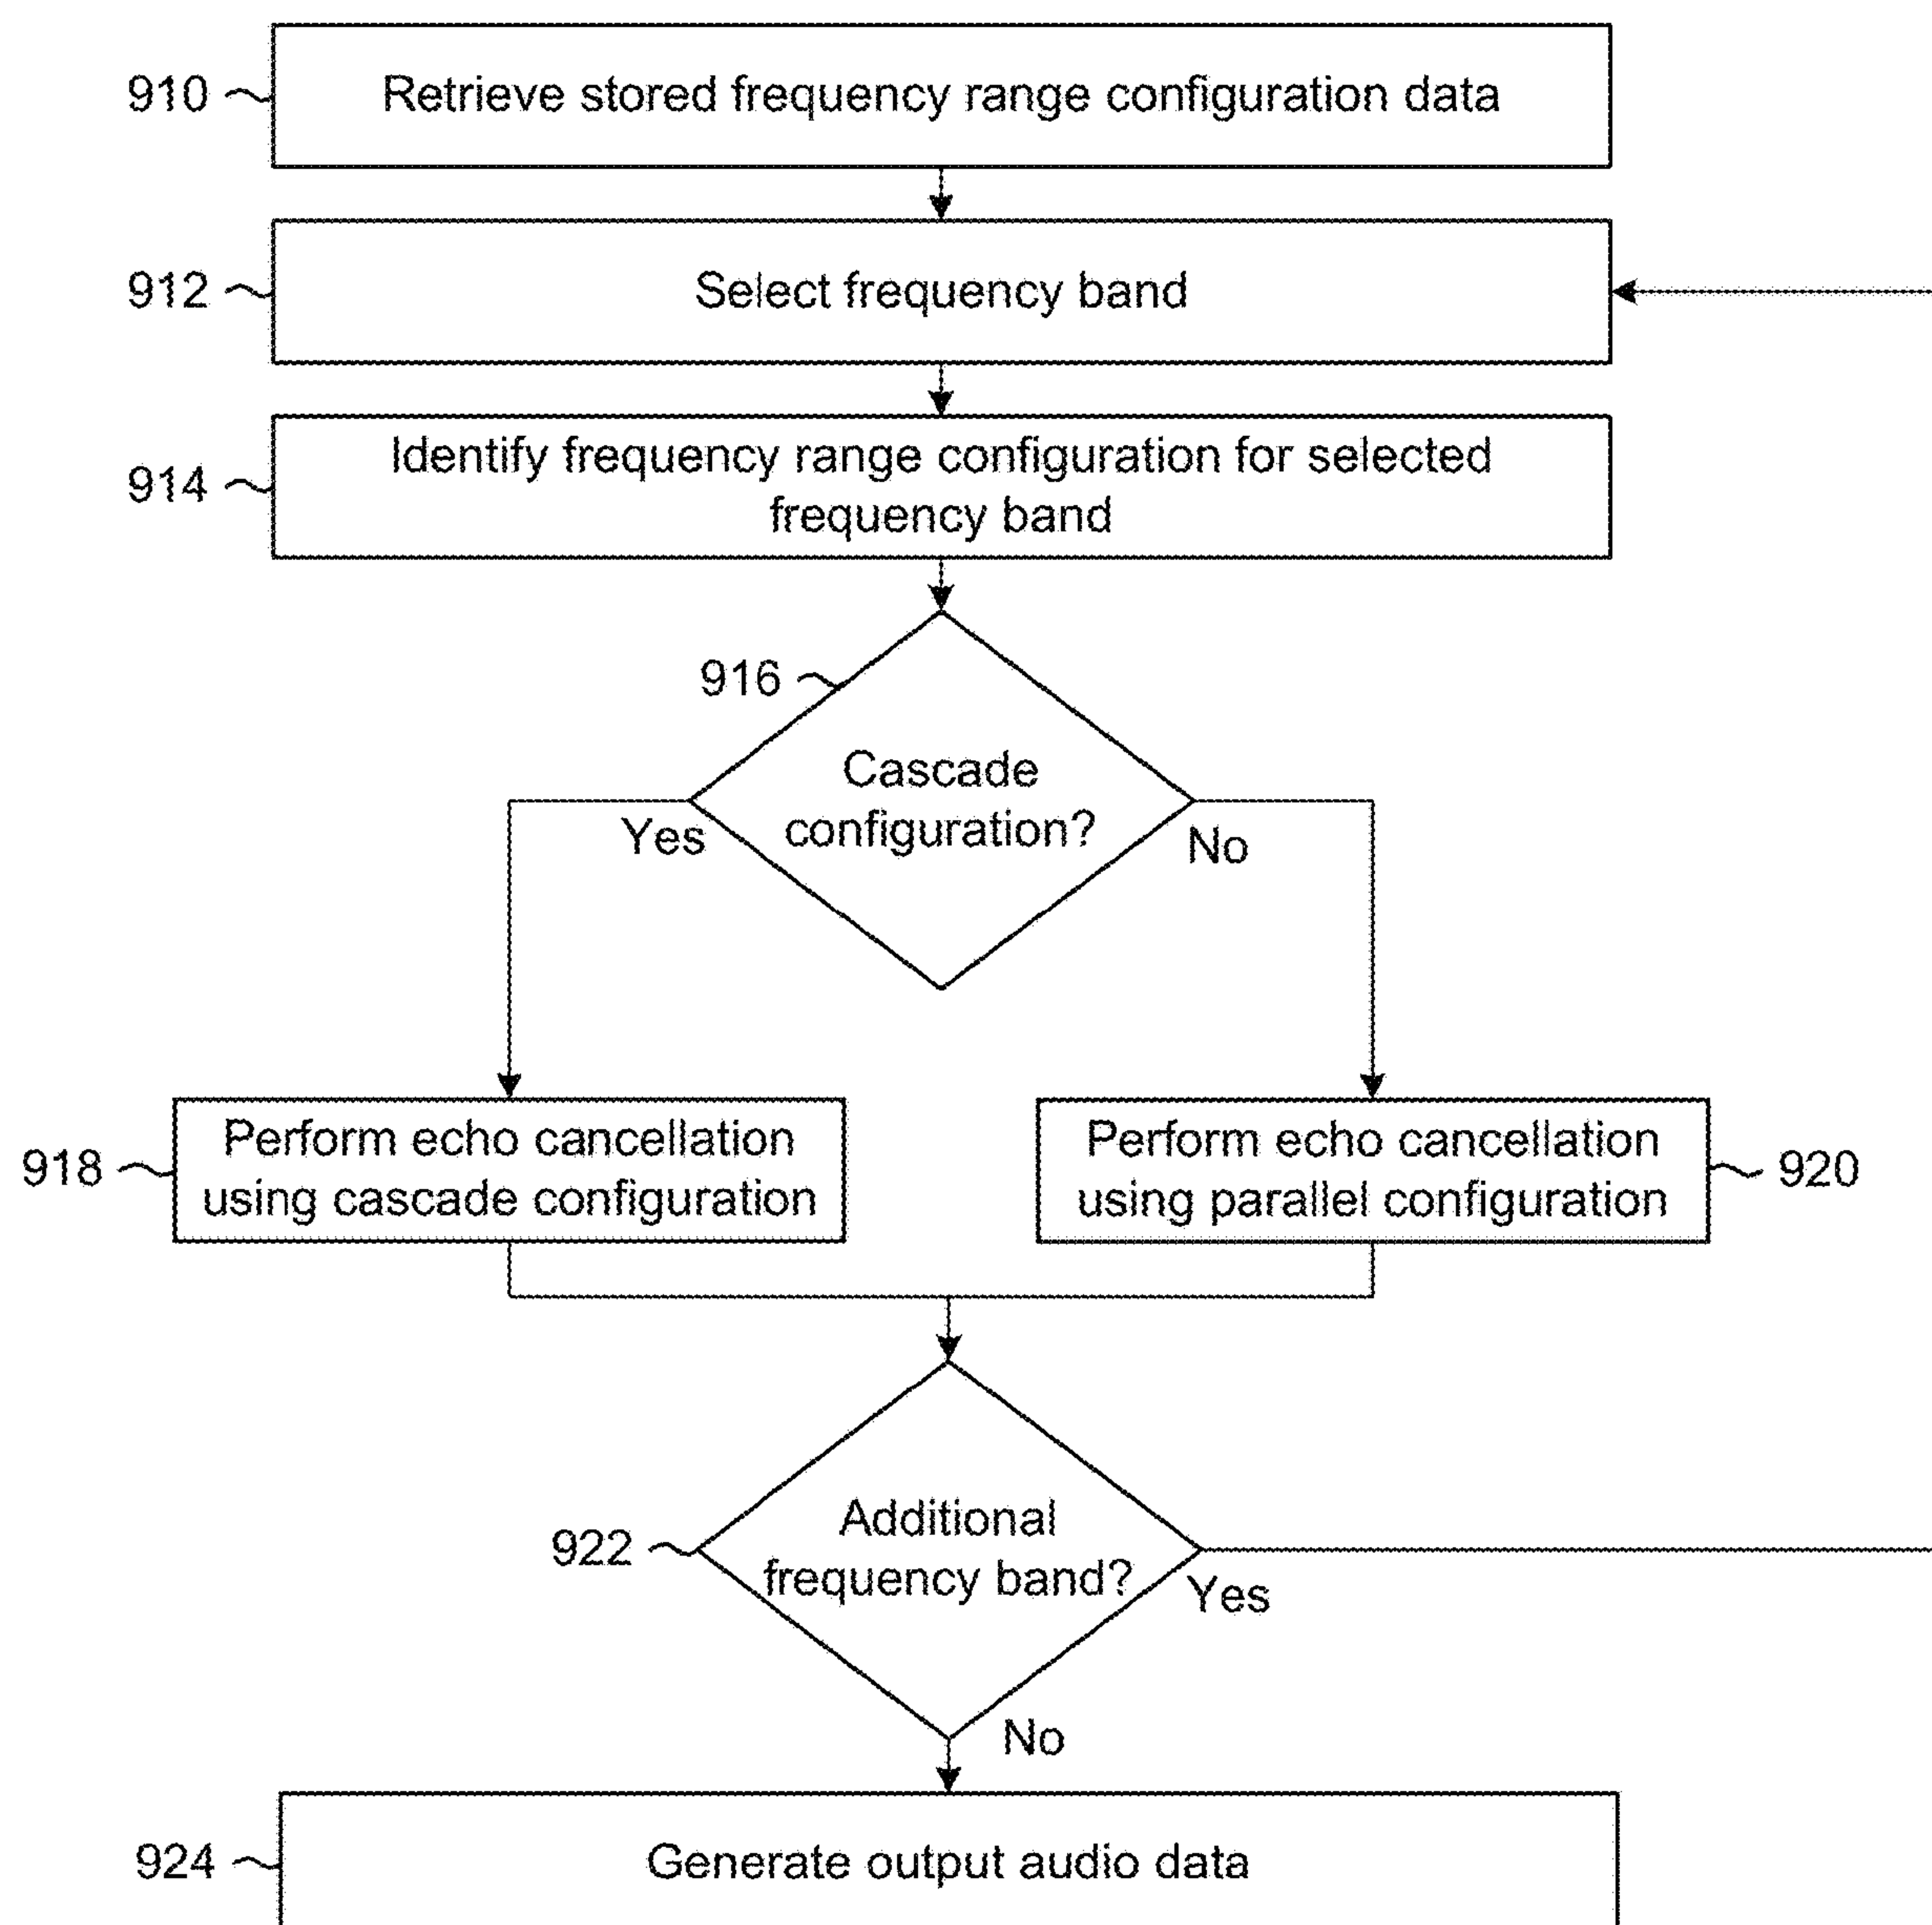 910
Retrieve stored frequency range configuration data
912
Select frequency band
914
Identify frequency range configuration for selected
frequency band
916
Cascade
configuration?
Yes
No
918
Perform echo cancellation
using cascade configuration
Perform echo cancellation
using parallel configuration
920
922
Additional
frequency band?
Yes
No
924
Generate output audio data